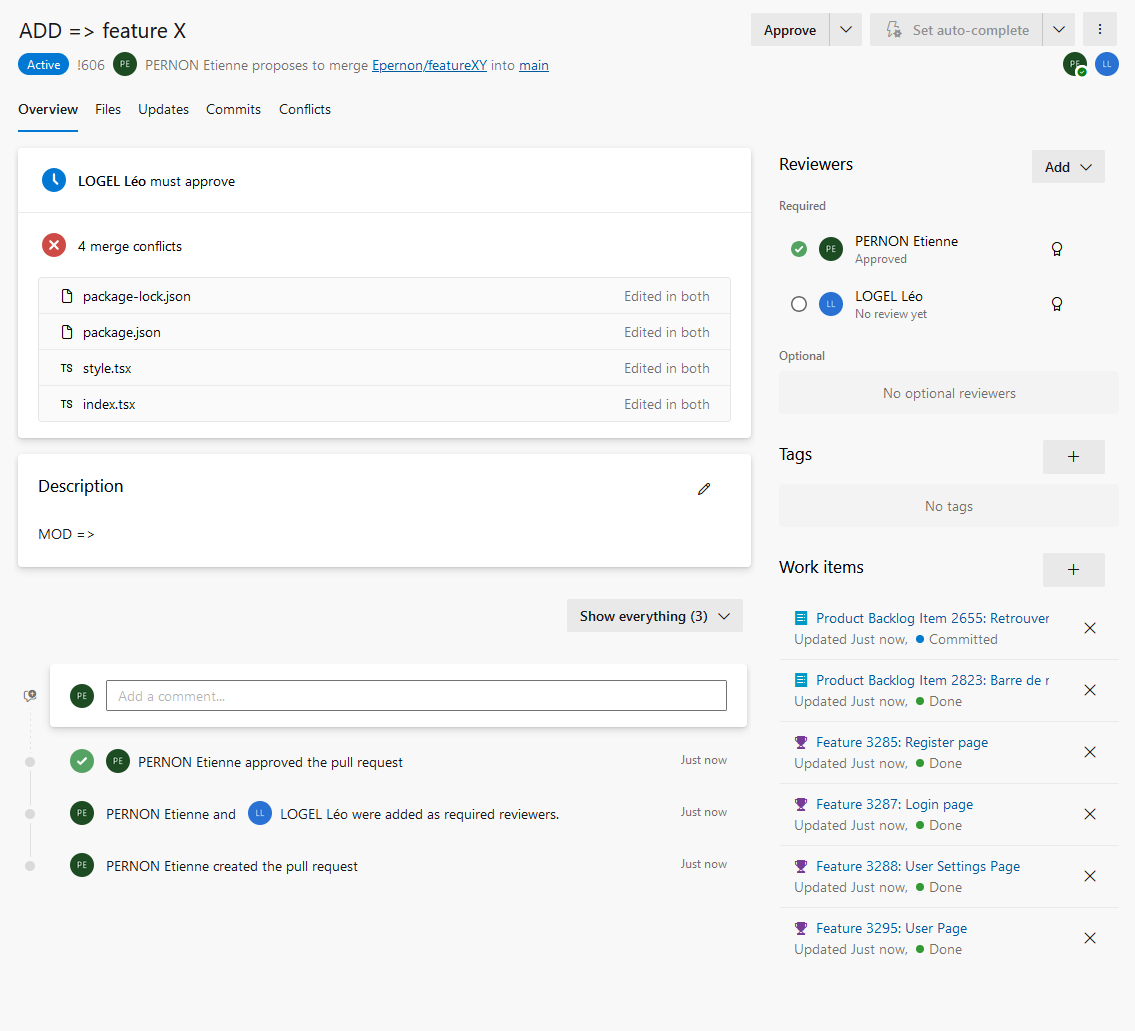 ADD => feature X
Approve
Set auto-complete
Active !606 PE PERNON Etienne proposes to merge Epernon/featureXY into main
PE LL
Overview Files Updates Commits Conflicts
LOGEL Léo must approve
4 merge conflicts
package-lock.json Edited in both
package.json Edited in both
TS style.tsx Edited in both
TS index.tsx Edited in both
Description
MOD =>
Show everything (3)
PE Add a comment...
PE PERNON Etienne approved the pull request Just now
PE PERNON Etienne and LL LOGEL Léo were added as required reviewers. Just now
PE PERNON Etienne created the pull request Just now
Reviewers
Add
Required
PE PERNON Etienne
Approved
LL LOGEL Léo
No review yet
Optional
No optional reviewers
Tags
No tags
Work items
Product Backlog Item 2655: Retrouver
Updated Just now, Committed
Product Backlog Item 2823: Barre de r
Updated Just now, Done
Feature 3285: Register page
Updated Just now, Done
Feature 3287: Login page
Updated Just now, Done
Feature 3288: User Settings Page
Updated Just now, Done
Feature 3295: User Page
Updated Just now, Done